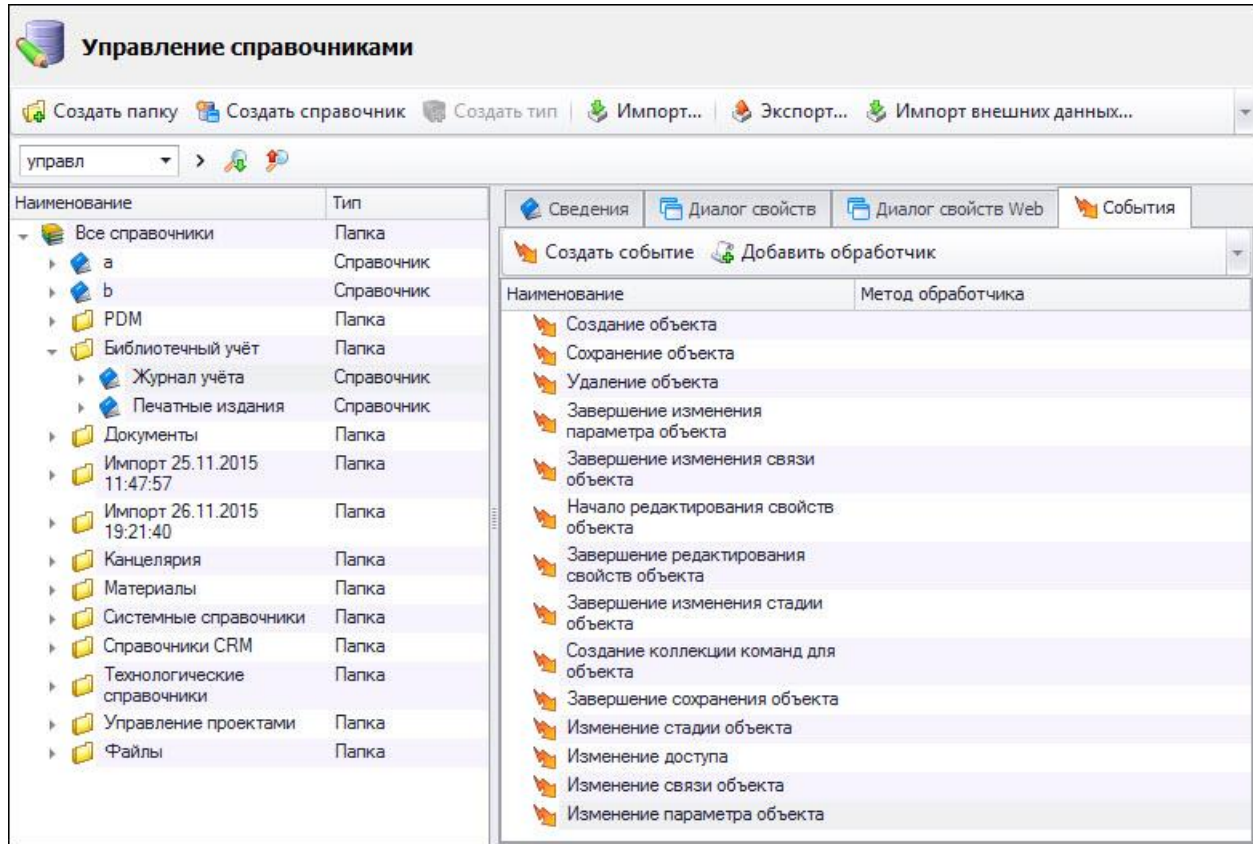 Управление справочниками
Создать папку Создать справочник Создать тип Импорт... Экспорт... Импорт внешних данных...
управл
Наименование Тип
Все справочники Папка
a Справочник
b Справочник
PDM Папка
Библиотечный учёт Папка
Журнал учёта Справочник
Печатные издания Справочник
Документы Папка
Импорт 25.11.2015 Папка
11:47:57
Импорт 26.11.2015 Папка
19:21:40
Канцелярия Папка
Материалы Папка
Системные справочники Папка
Справочники CRM Папка
Технологические Папка
справочники
Управление проектами Папка
Файлы Папка
Сведения Диалог свойств Диалог свойств Web События
Создать событие Добавить обработчик
Наименование Метод обработчика
Создание объекта
Сохранение объекта
Удаление объекта
Завершение изменения
параметра объекта
Завершение изменения связи
объекта
Начало редактирования свойств
объекта
Завершение редактирования
свойств объекта
Завершение изменения стадии
объекта
Создание коллекции команд для
объекта
Завершение сохранения объекта
Изменение стадии объекта
Изменение доступа
Изменение связи объекта
Изменение параметра объекта